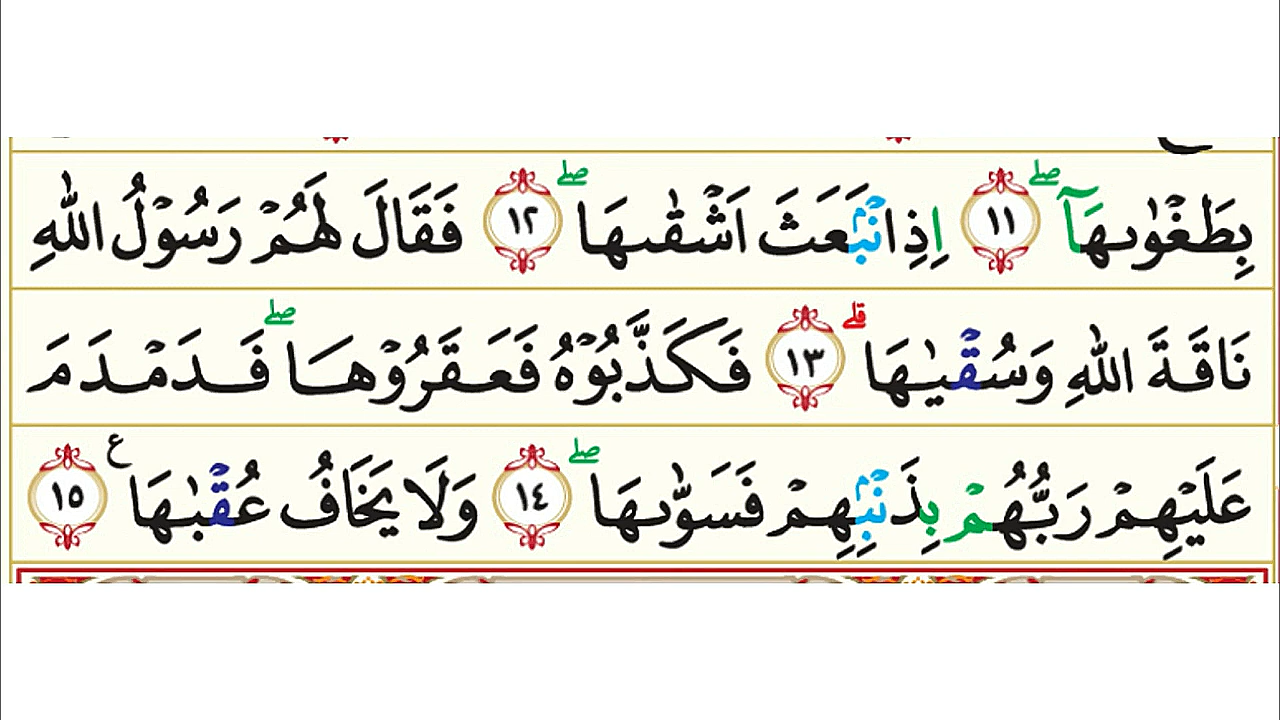 بِطَغْوٰىهَاۤ ۖ ١١ اِذِ انْۢبَعَثَ اَشْقٰىهَا ۖ ١٢ فَقَالَ لَهُمْ رَسُوْلُ اللّٰهِ
نَاقَةَ اللّٰهِ وَسُقْيٰهَا ۗ ١٣ فَكَذَّبُوْهُ فَعَقَرُوْهَا ۖ فَدَمْدَمَ
عَلَيْهِمْ رَبُّهُمْ بِذَنْۢبِهِمْ فَسَوّٰىهَا ۖ ١٤ وَلَا يَخَافُ عُقْبٰهَا ع ١٥